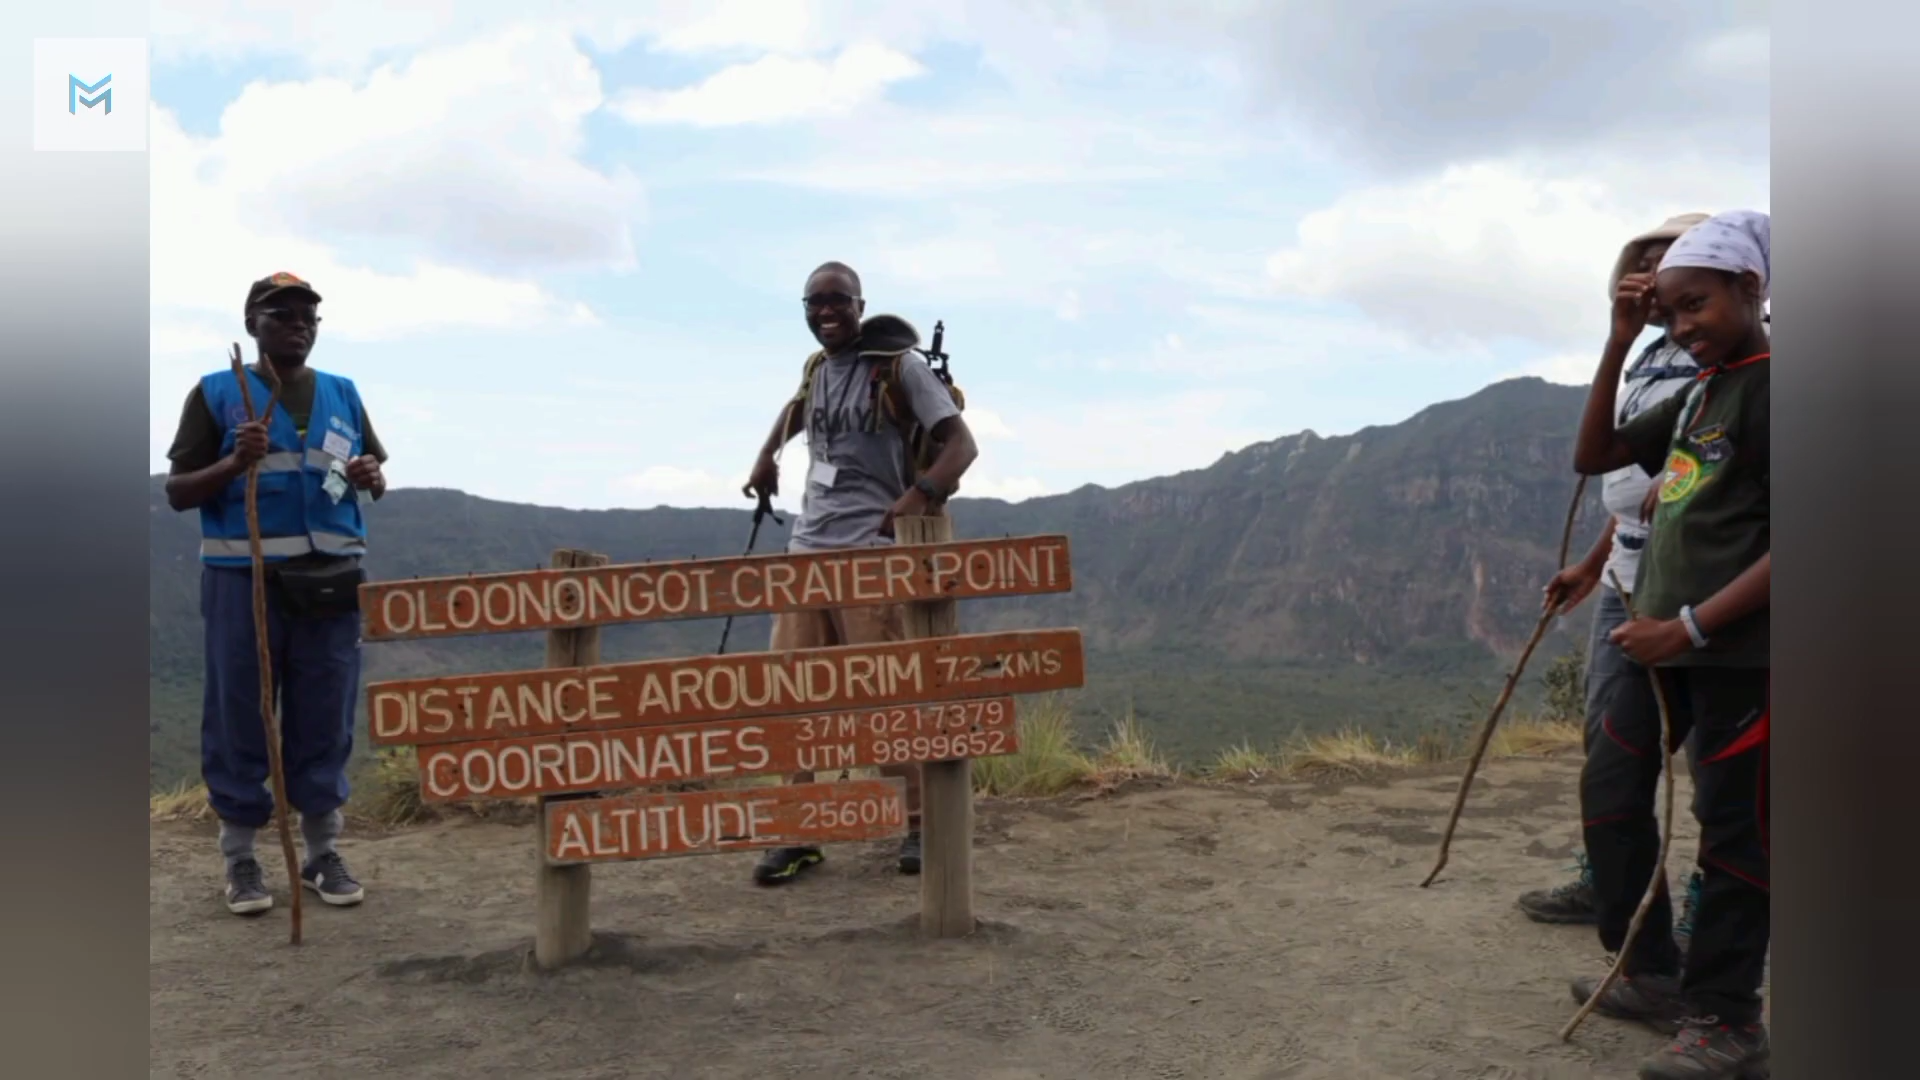 OLOONONGOT CRATER POINT
DISTANCE AROUND RIM 7.2 KMS
COORDINATES 37M 0217379
UTM 9899652
ALTITUDE 2560M